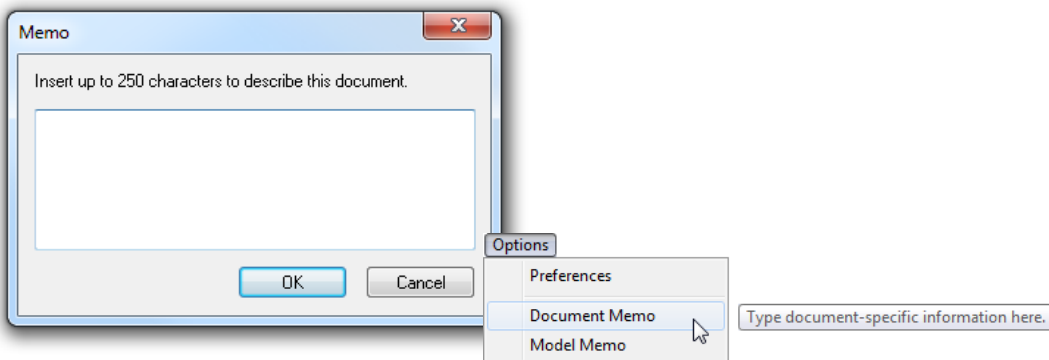 Memo
Insert up to 250 characters to describe this document.
OK
Cancel
Options
Preferences
Document Memo
Type document-specific information here.
Model Memo